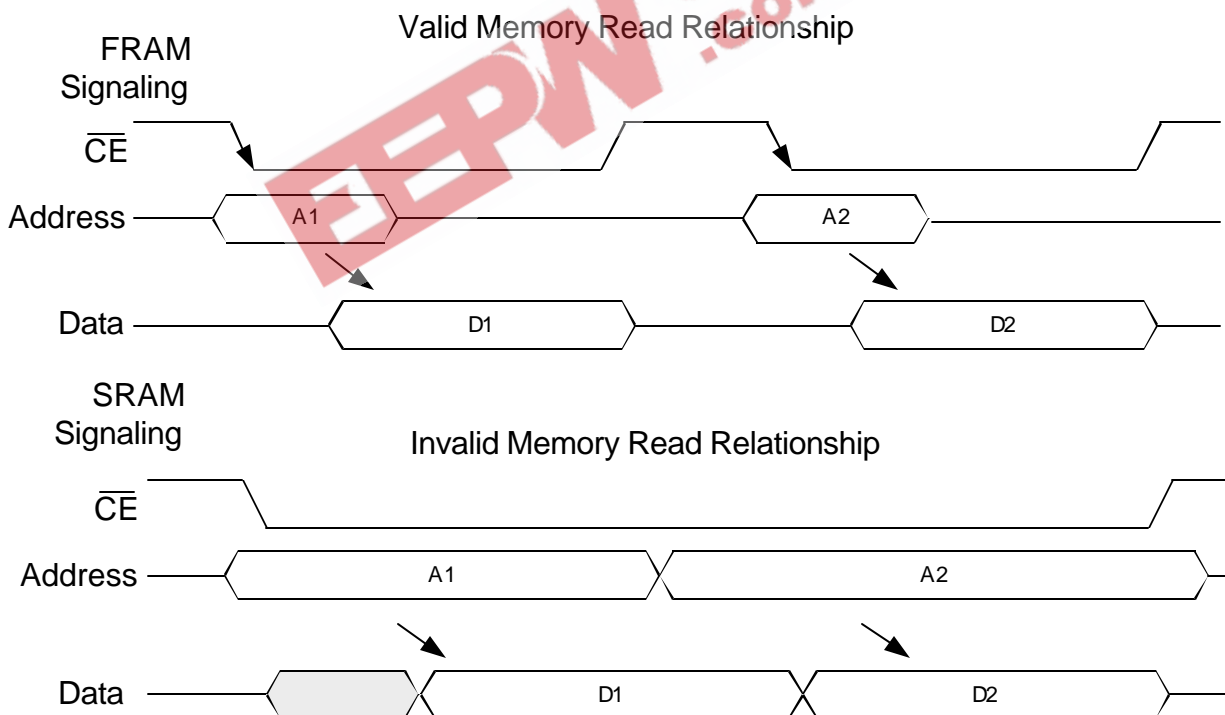 Valid Memory Read Relationship
FRAM
Signaling
CE
Address
A1
A2
Data
D1
D2
SRAM
Signaling
Invalid Memory Read Relationship
CE
Address
A1
A2
Data
D1
D2
EEPW
.com